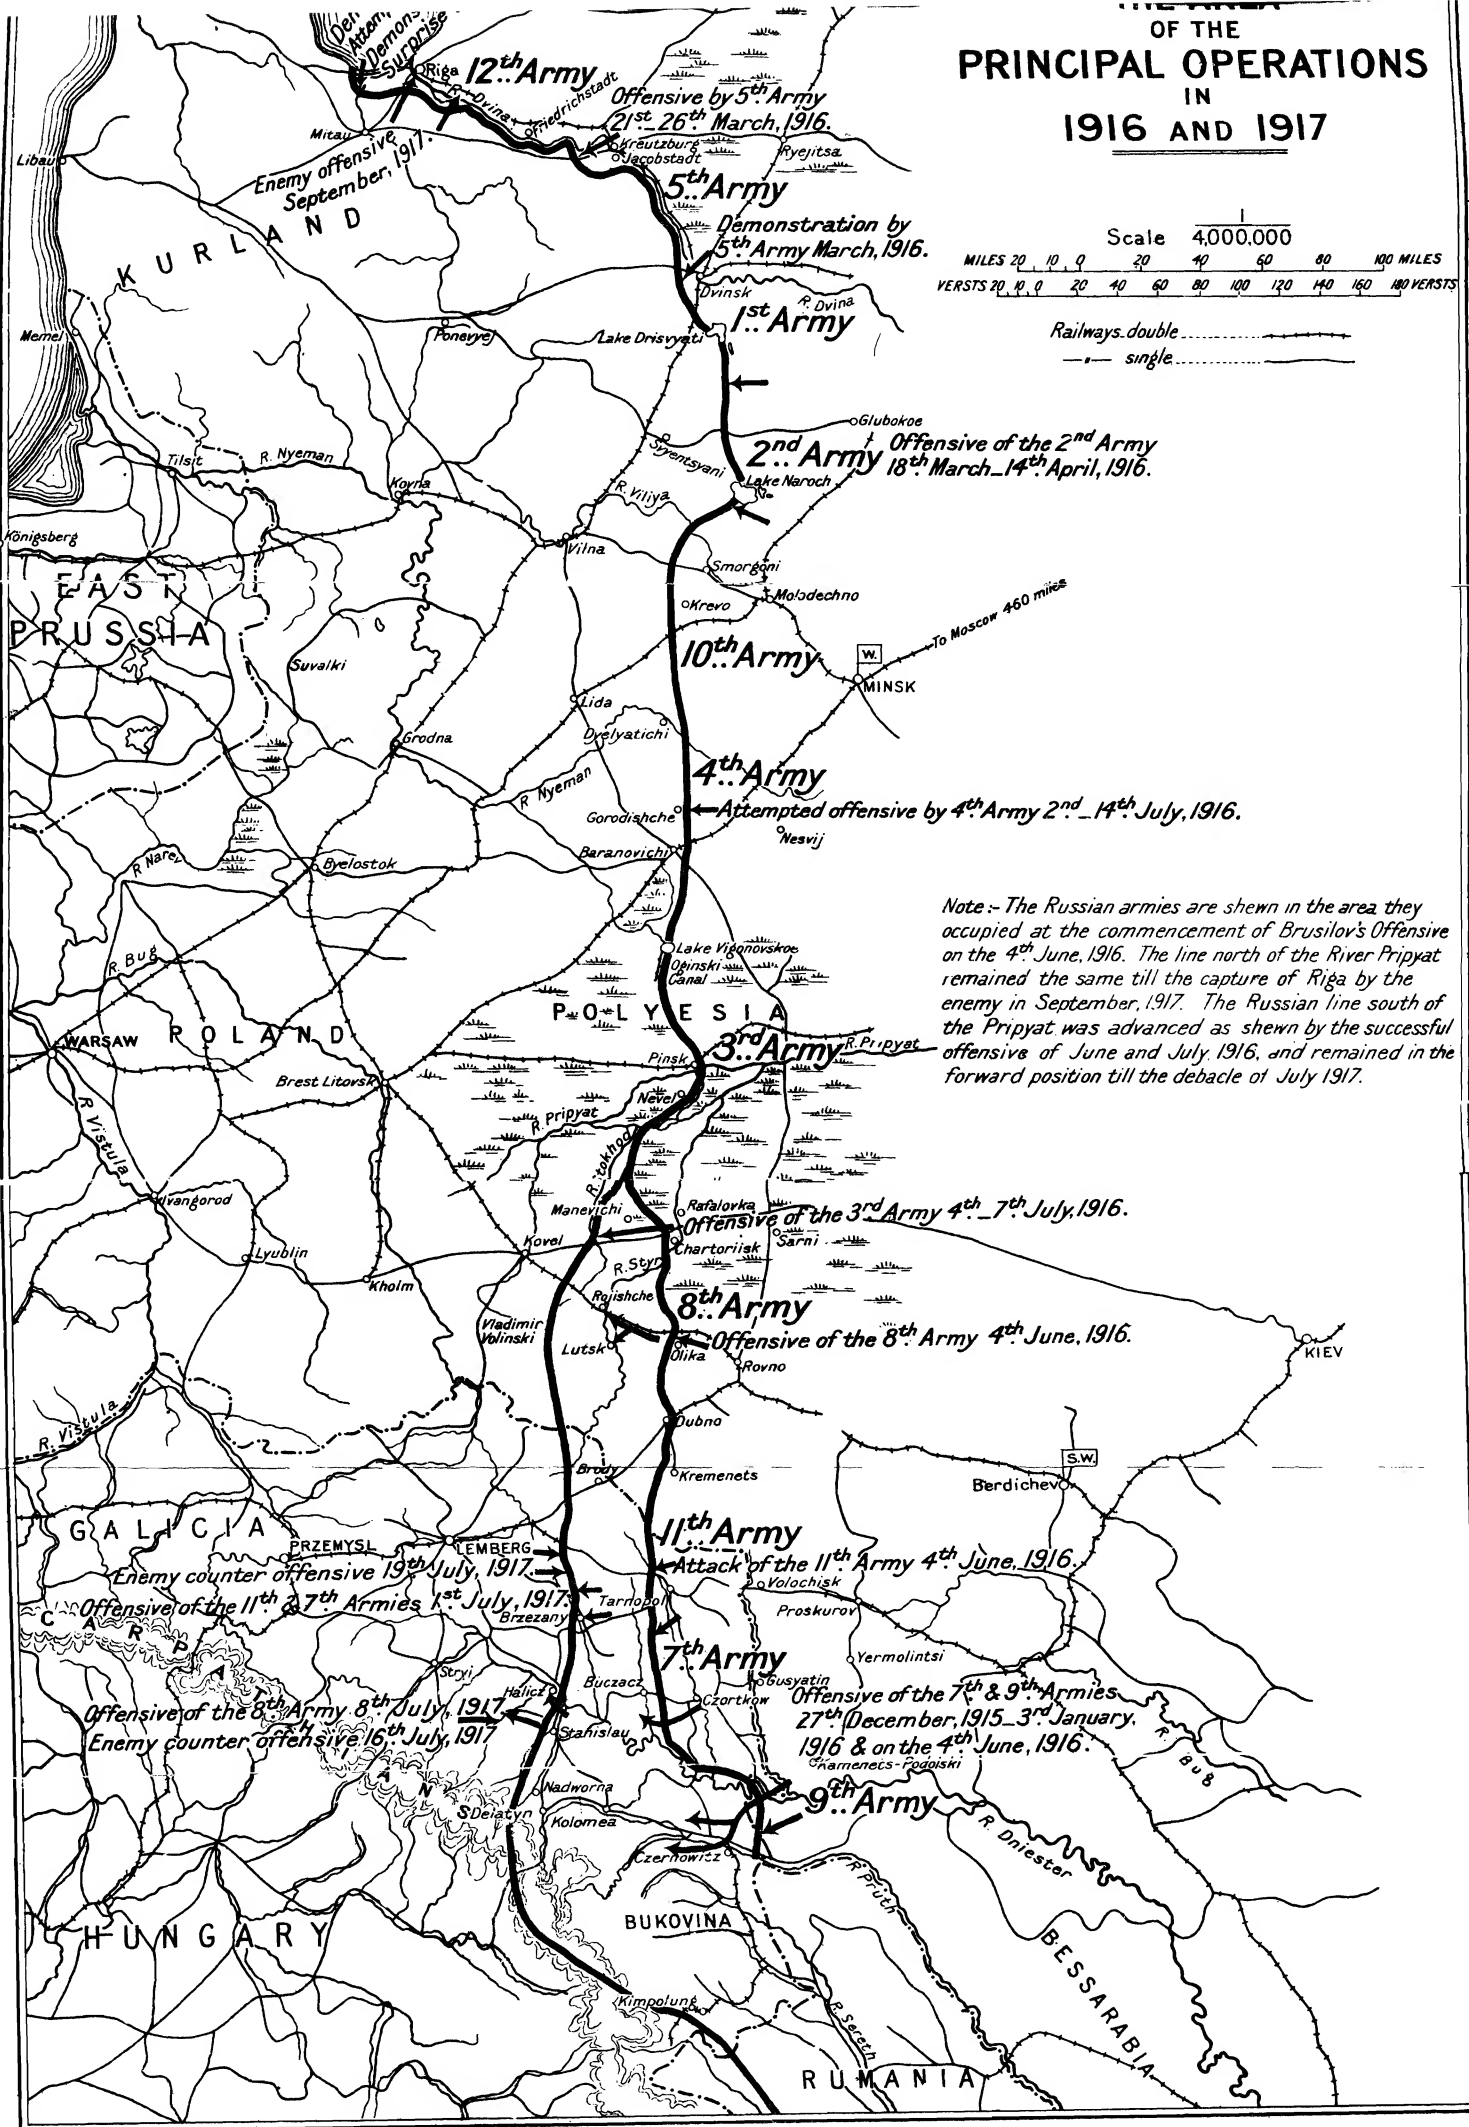 OF THE
PRINCIPAL OPERATIONS
IN
1916 AND 1917
Scale 1/4,000,000
MILES 20 10 0 20 40 60 80 100 MILES
VERSTS 20 10 0 20 40 60 80 100 120 140 160 180 VERSTS
Railways double
—"— single
Surprise
Riga
12th Army
R. Dvina
Friedrichstadt
Offensive by 5th Army
21st_26th March, 1916.
Mitau
Kreutzburg
Jacobstadt
Ryejitsa
Libau
Enemy offensive,
September, 1917.
5th Army
KURLAND
Demonstration by
5th Army March, 1916.
Dvinsk
R. Dvina
1st Army
Memel
Ponevyej
Lake Drisvyati
Glubokoe
Svyentsyani
2nd Army
Offensive of the 2nd Army
18th March_14th April, 1916.
Tilsit
R. Nyeman
Kovna
R. Viliya
Lake Naroch
Königsberg
Vilna
EAST
PRUSSIA
Smorgoni
Molodechno
Krevo
To Moscow 460 miles
10th Army
W.
MINSK
Suvalki
Lida
Dyelyatichi
Grodna
4th Army
R Nyeman
Gorodishche
Attempted offensive by 4th Army 2nd_14th July, 1916.
Nesvij
Baranovichi
R Narev
Byelostok
Note:- The Russian armies are shewn in the area they
occupied at the commencement of Brusilov's Offensive
on the 4th June, 1916. The line north of the River Pripyat
remained the same till the capture of Riga by the
enemy in September, 1917. The Russian line south of
the Pripyat was advanced as shewn by the successful
offensive of June and July 1916, and remained in the
forward position till the debacle of July 1917.
Lake Vigonovskoe
Oginski
Canal
R. Bug
POLYESIA
WARSAW
POLAND
3rd Army
R. Pripyat
Pinsk
Brest Litovsk
Nevel
R. Pripyat
R Vistula
R. Stokhod
Ivangorod
Manevichi
Rafalovka
Offensive of the 3rd Army 4th_7th July, 1916.
Sarni
Lyublin
Kovel
Chartoriisk
R. Styr
Kholm
Rojishche
8th Army
Vladimir
Volinski
Lutsk
Offensive of the 8th Army 4th June, 1916.
Olika
Rovno
KIEV
R. Vistula
Dubno
Brody
Kremenets
S.W.
Berdichev
GALICIA
11th Army
PRZEMYSL
LEMBERG
Attack of the 11th Army 4th June, 1916.
Enemy counter offensive 19th July, 1917.
Volochisk
Offensive of the 11th & 7th Armies 1st July, 1917.
Tarnopol
Brzezany
Proskurov
CARPATHIANS
7th Army
Yermolintsi
Stryi
Gusyatin
Halicz
Buczacz
Czortkow
Offensive of the 8th Army 8th July, 1917
Enemy counter offensive 16th July, 1917
Stanislau
Offensive of the 7th & 9th Armies
27th December, 1915_3rd January,
1916 & on the 4th June, 1916.
Kamenets-Podolski
R. Bug
Nadworna
Delatyn
Kolomea
9th Army
R. Dniester
Czernowitz
R Pruth
HUNGARY
BUKOVINA
BESSARABIA
Kimpolung
R. Sereth
RUMANIA